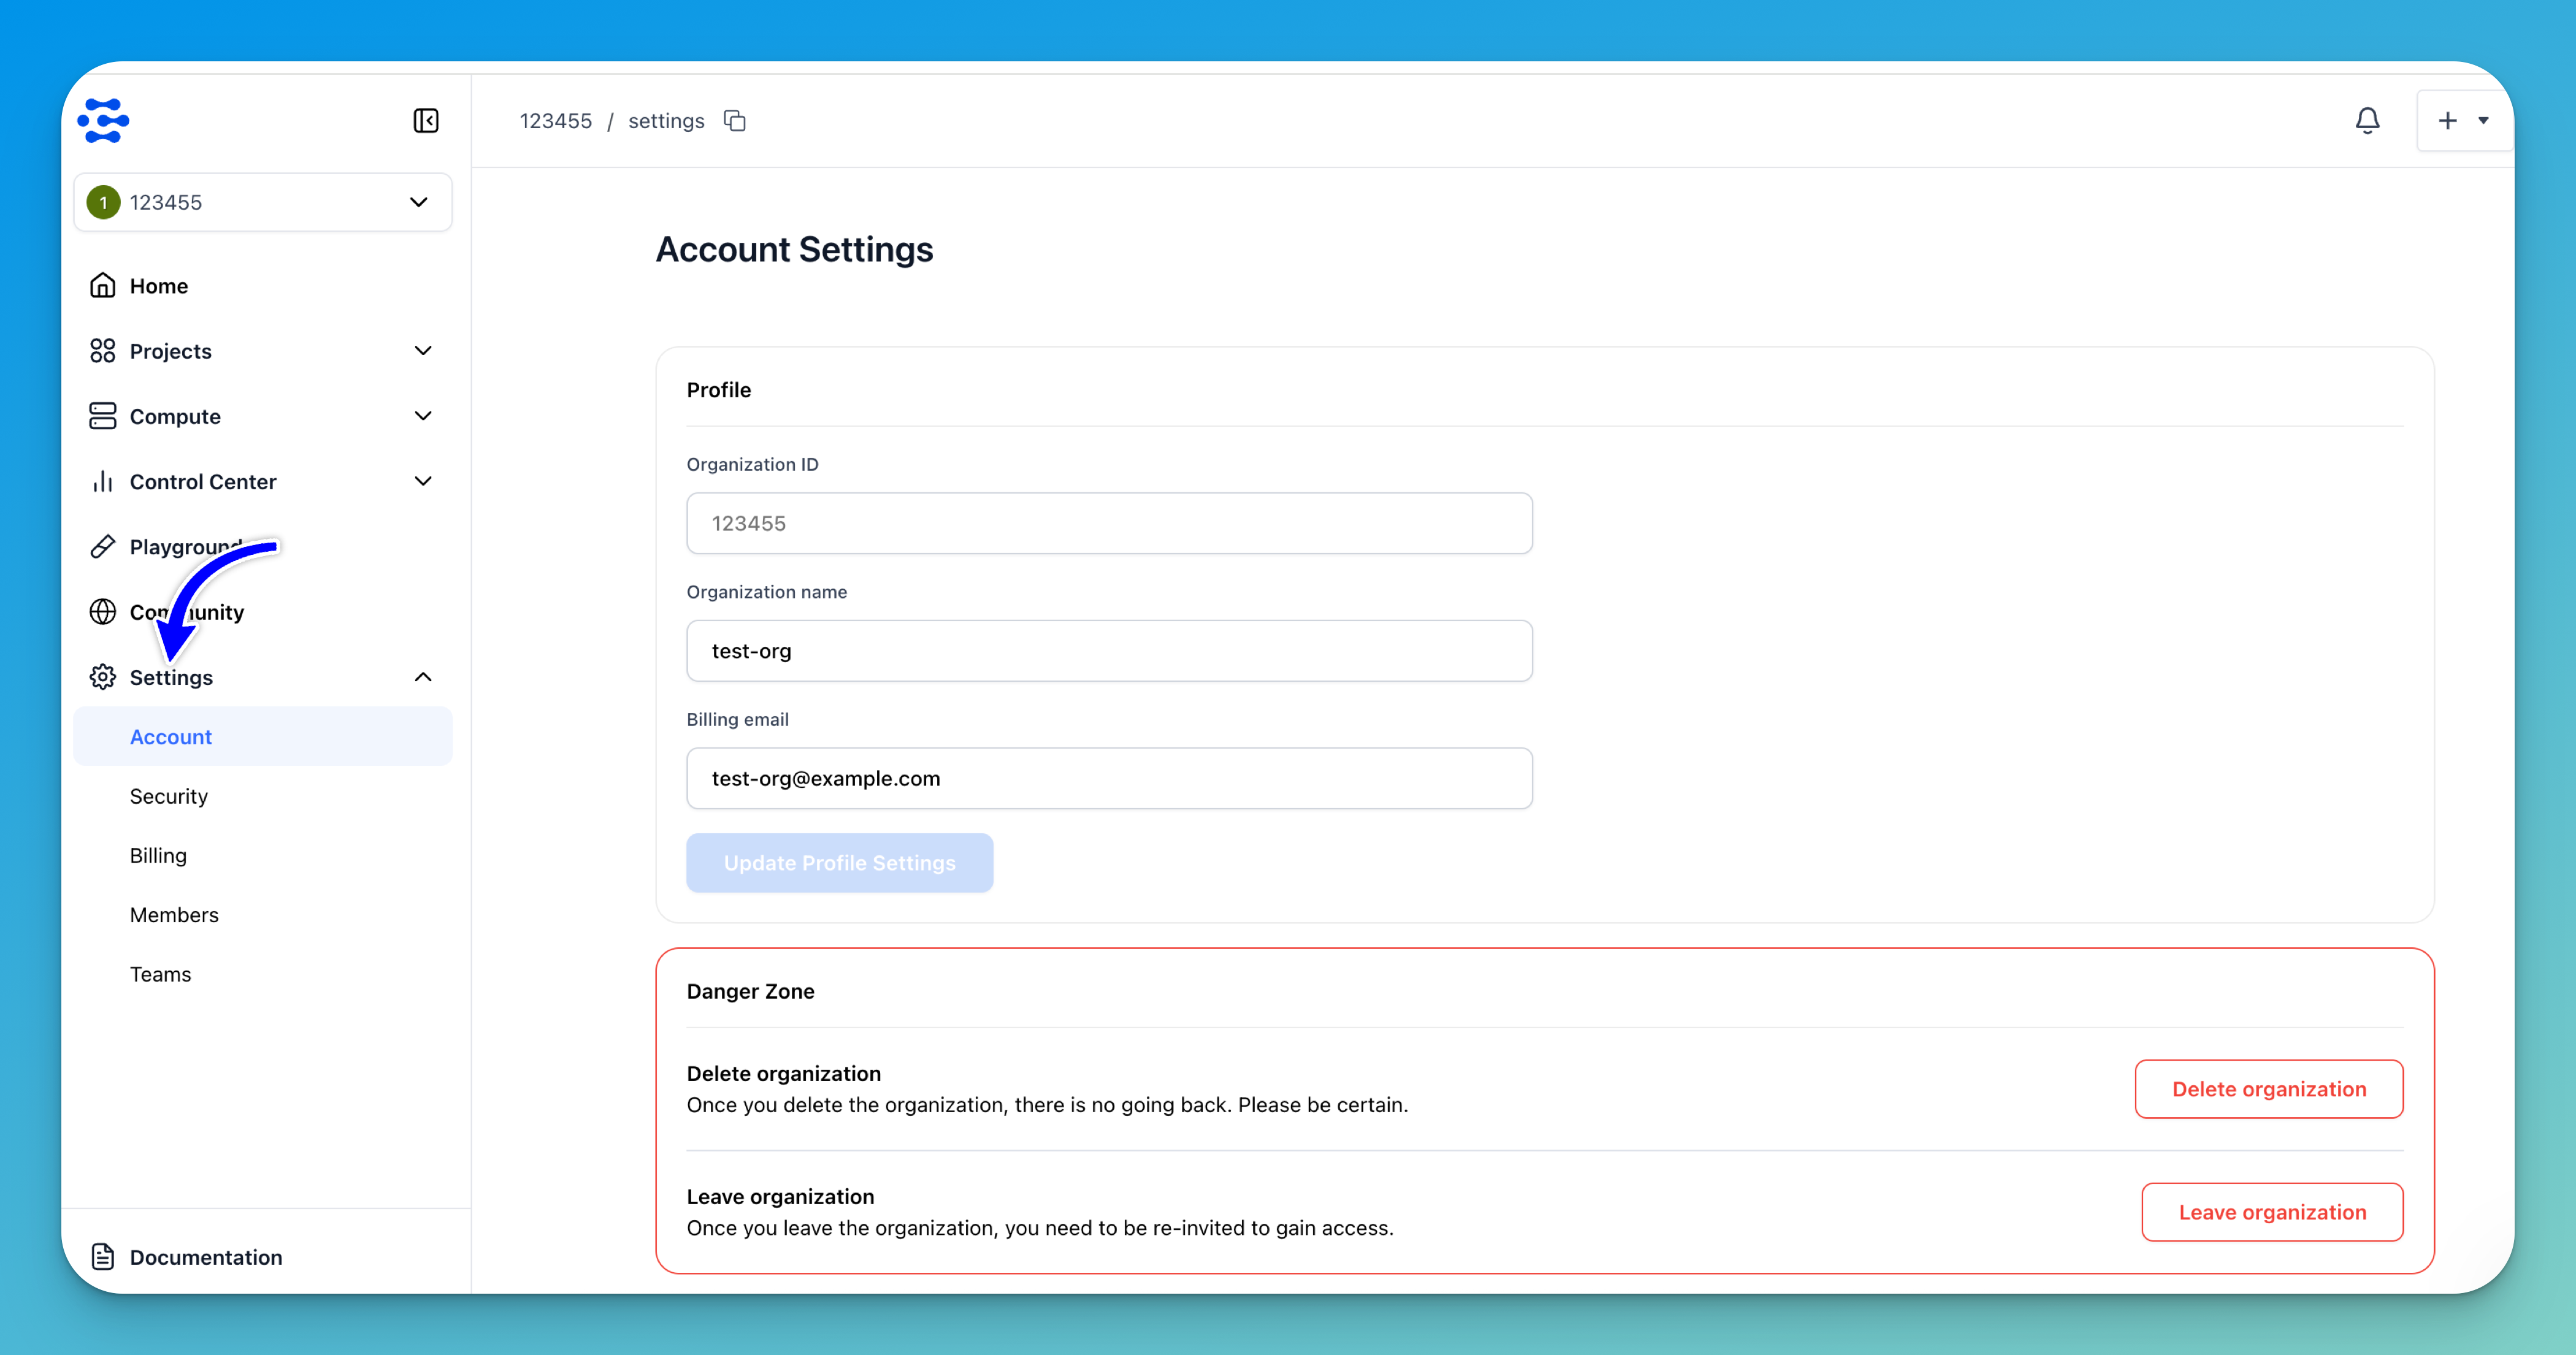 123455 / settings
1 123455
Home
Projects
Compute
Control Center
Playground
Community
Settings
Account
Security
Billing
Members
Teams
Documentation
Account Settings
Profile
Organization ID
123455
Organization name
test-org
Billing email
test-org@example.com
Update Profile Settings
Danger Zone
Delete organization
Once you delete the organization, there is no going back. Please be certain.
Delete organization
Leave organization
Once you leave the organization, you need to be re-invited to gain access.
Leave organization